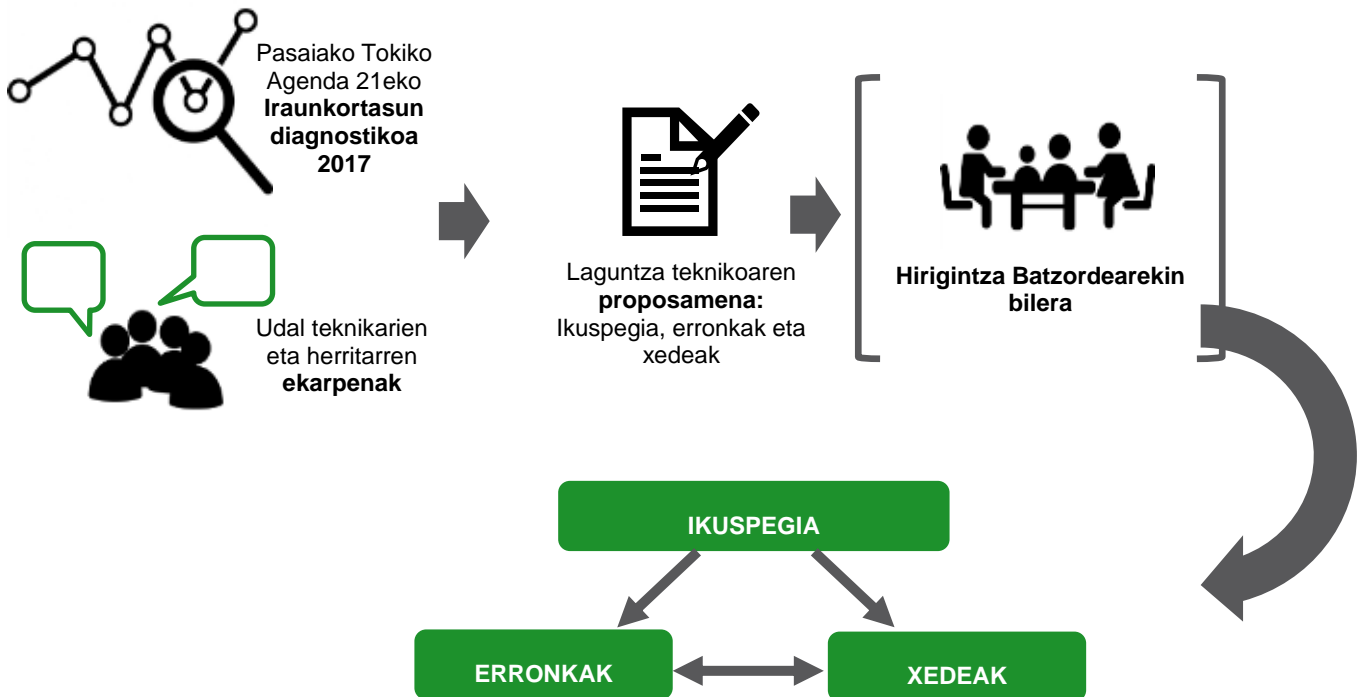 Pasaiako Tokiko
Agenda 21eko
Iraunkortasun
diagnostikoa
2017
Udal teknikarien
eta herritarren
ekarpenak
Laguntza teknikoaren
proposamena:
Ikuspegia, erronkak eta
xedeak
Hirigintza Batzordearekin
bilera
IKUSPEGIA
ERRONKAK
XEDEAK